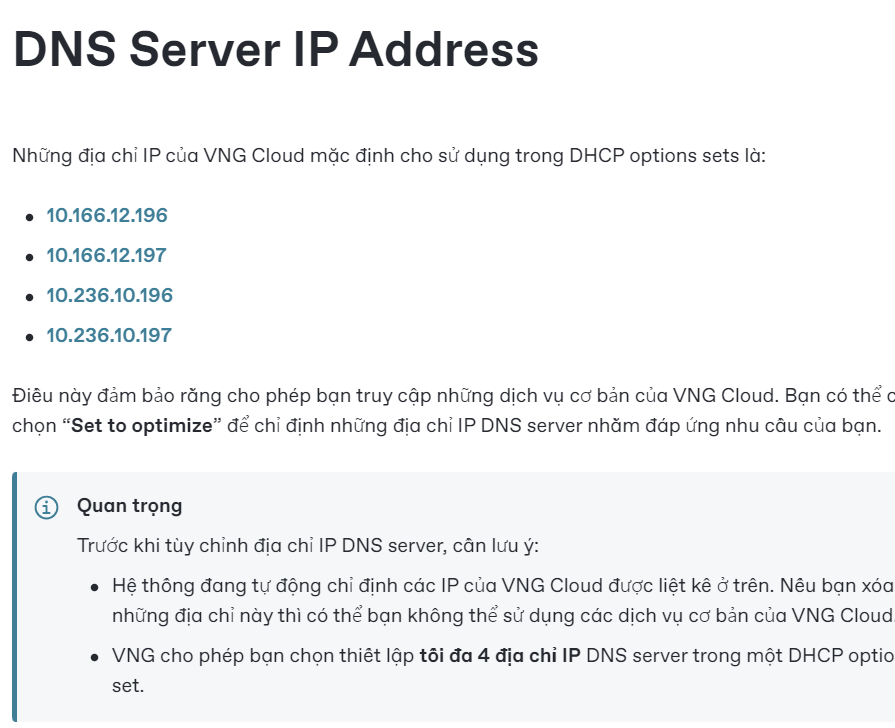 DNS Server IP Address
Những địa chỉ IP của VNG Cloud mặc định cho sử dụng trong DHCP options sets là:
10.166.12.196
10.166.12.197
10.236.10.196
10.236.10.197
Điều này đảm bảo rằng cho phép bạn truy cập những dịch vụ cơ bản của VNG Cloud. Bạn có thể
chọn “Set to optimize” để chỉ định những địa chỉ IP DNS server nhằm đáp ứng nhu cầu của bạn.
Quan trọng
Trước khi tùy chỉnh địa chỉ IP DNS server, cần lưu ý:
Hệ thống đang tự động chỉ định các IP của VNG Cloud được liệt kê ở trên. Nếu bạn xóa
những địa chỉ này thì có thể bạn không thể sử dụng các dịch vụ cơ bản của VNG Cloud.
VNG cho phép bạn chọn thiết lập tối đa 4 địa chỉ IP DNS server trong một DHCP optio
set.